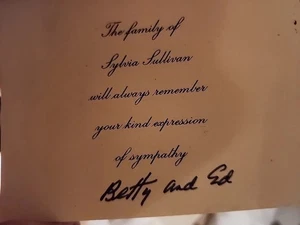 The family of
Sylvia Sullivan
will always remember
your kind expression
of sympathy
Betty and Ed